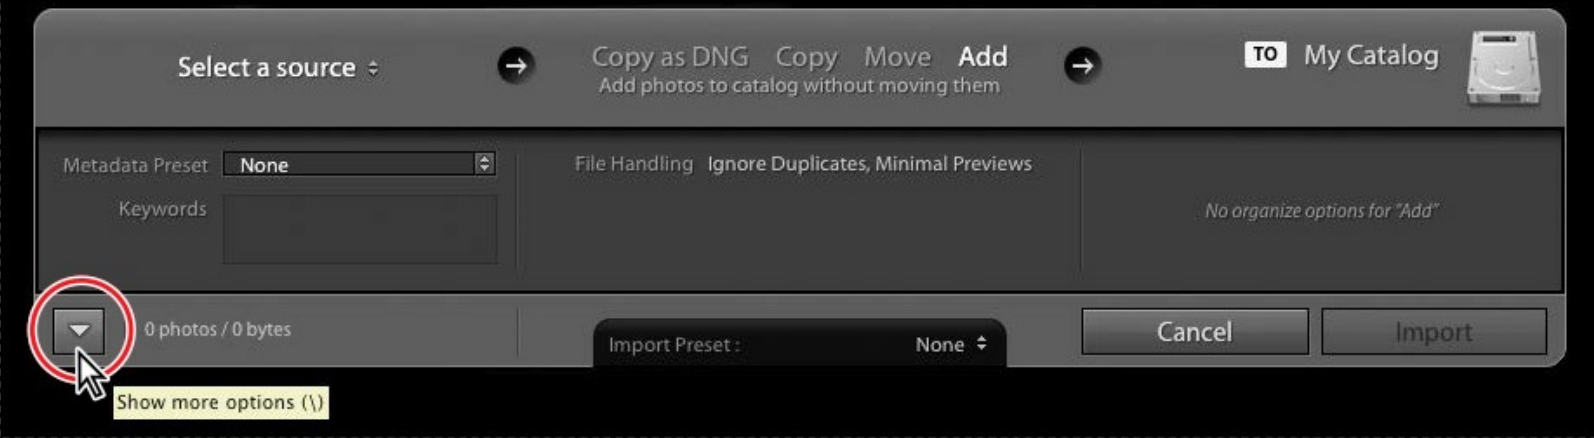 Select a source
Copy as DNG Copy Move Add
Add photos to catalog without moving them
TO My Catalog
Metadata Preset None
Keywords
File Handling Ignore Duplicates, Minimal Previews
No organize options for "Add"
0 photos / 0 bytes
Import Preset : None
Cancel
Import
Show more options (\)